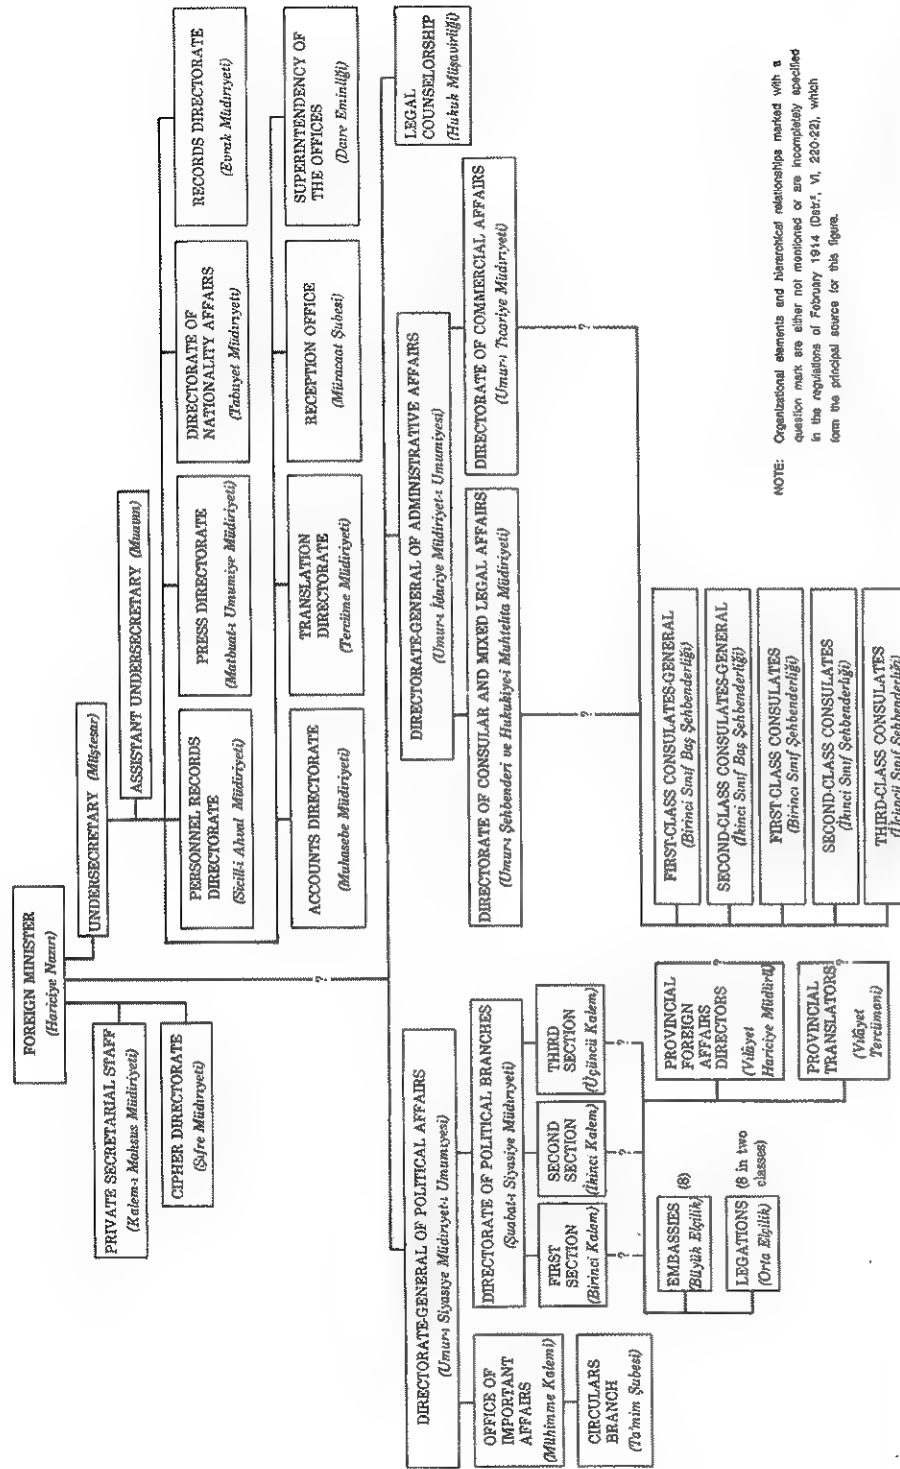 FOREIGN MINISTER
(Hariciye Nazırı)
PRIVATE SECRETARIAL STAFF
(Kalem-i Mahsus Müdiriyeti)
CIPHER DIRECTORATE
(Şifre Müdiriyeti)
UNDERSECRETARY (Müsteşar)
ASSISTANT UNDERSECRETARY (Muavin)
PERSONNEL RECORDS
DIRECTORATE
(Sicill-i Ahval Müdiriyeti)
PRESS DIRECTORATE
(Matbuat-ı Umumiye Müdiriyeti)
DIRECTORATE OF
NATIONALITY AFFAIRS
(Tabiiyet Müdiriyeti)
RECORDS DIRECTORATE
(Evrak Müdiriyeti)
ACCOUNTS DIRECTORATE
(Muhasebe Müdiriyeti)
TRANSLATION
DIRECTORATE
(Tercüme Müdiriyeti)
RECEPTION OFFICE
(Müracaat Şubesi)
SUPERINTENDENCY OF
THE OFFICES
(Daire Eminliği)
?
DIRECTORATE-GENERAL OF POLITICAL AFFAIRS
(Umur-ı Siyasiye Müdiriyet-ı Umumiyesi)
DIRECTORATE-GENERAL OF ADMINISTRATIVE AFFAIRS
(Umur-ı İdariye Müdiriyet-ı Umumiyesi)
LEGAL
COUNSELORSHIP
(Hukuk Müşavirliği)
OFFICE OF
IMPORTANT
AFFAIRS
(Mühimme Kalemi)
CIRCULARS
BRANCH
(Ta'mim Şubesi)
DIRECTORATE OF POLITICAL BRANCHES
(Şuabat-ı Siyasiye Müdiriyeti)
FIRST
SECTION
(Birinci Kalem)
SECOND
SECTION
(İkinci Kalem)
THIRD
SECTION
(Üçüncü Kalem)
? ? ?
EMBASSIES (8)
(Büyük Elçilik)
LEGATIONS (8 in two
(Orta Elçilik) classes)
PROVINCIAL ?
FOREIGN
AFFAIRS
DIRECTORS
(Vilâyet
Hariciye Müdürü)
PROVINCIAL ?
TRANSLATORS
(Vilâyet
Tercümani)
DIRECTORATE OF CONSULAR AND MIXED LEGAL AFFAIRS
(Umur-ı Şehbenderi ve Hukukiye-i Muhtelita Müdiriyeti)
DIRECTORATE OF COMMERCIAL AFFAIRS
(Umur-ı Ticariye Müdiriyeti)
? ?
FIRST-CLASS CONSULATES-GENERAL
(Birinci Sınıf Baş Şehbenderliği)
SECOND-CLASS CONSULATES-GENERAL
(İkinci Sınıf Baş Şehbenderliği)
FIRST-CLASS CONSULATES
(Birinci Sınıf Şehbenderliği)
SECOND-CLASS CONSULATES
(İkinci Sınıf Şehbenderliği)
THIRD-CLASS CONSULATES
(Üçüncü Sınıf Şehbenderliği)
NOTE: Organizational elements and hierarchical relationships marked with a
question mark are either not mentioned or are incompletely specified
in the regulations of February 1914 (Dstr.², VI, 220-22), which
form the principal source for this figure.